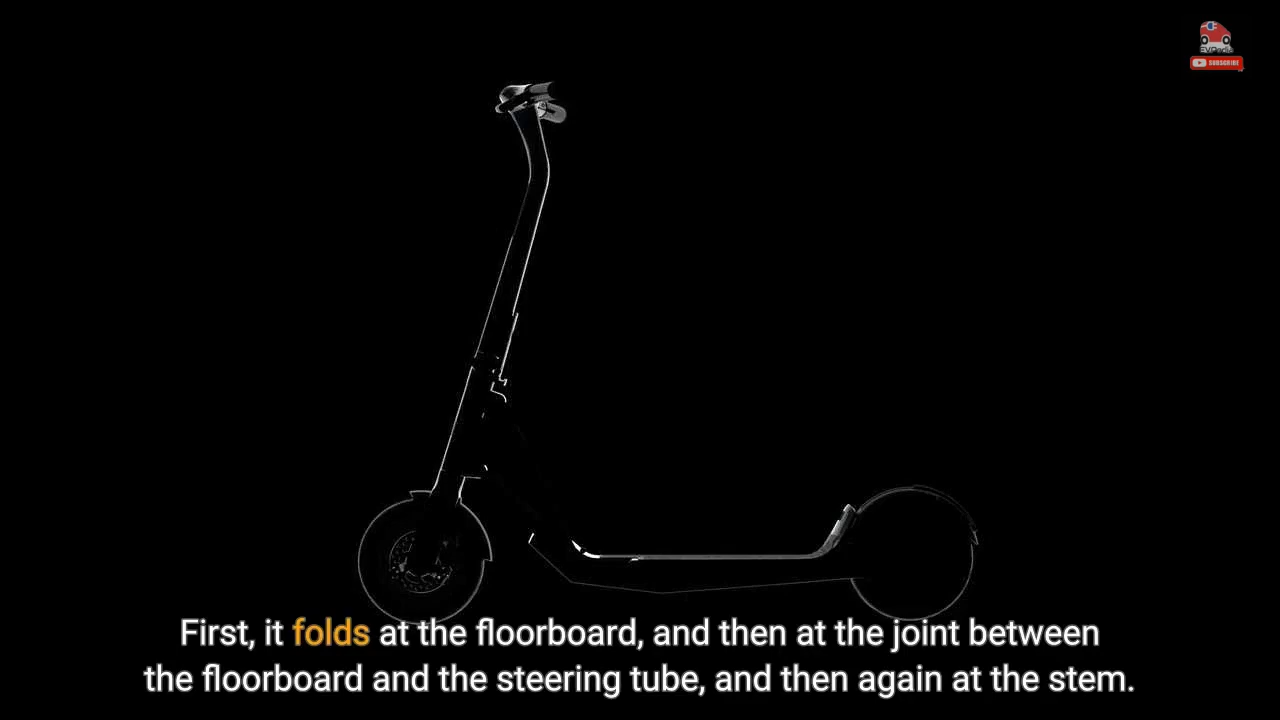 EVPedia
SUBSCRIBE
First, it folds at the floorboard, and then at the joint between
the floorboard and the steering tube, and then again at the stem.